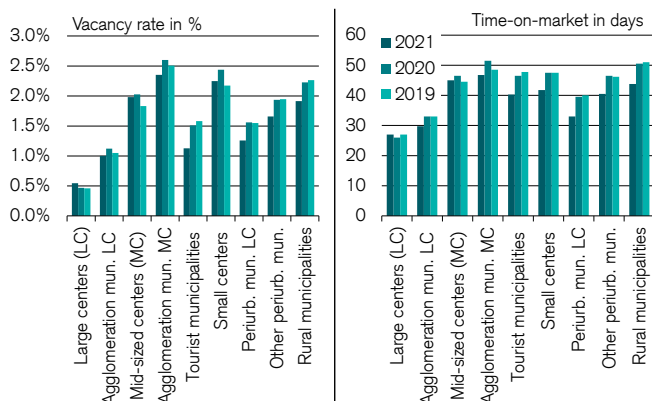 Vacancy rate in %
3.0%
2.5%
2.0%
1.5%
1.0%
0.5%
0.0%
Large centers (LC)
Agglomeration mun. LC
Mid-sized centers (MC)
Agglomeration mun. MC
Tourist municipalities
Small centers
Periurb. mun. LC
Other periurb. mun.
Rural municipalities
Time-on-market in days
60
50
40
30
20
10
0
2021
2020
2019
Large centers (LC)
Agglomeration mun. LC
Mid-sized centers (MC)
Agglomeration mun. MC
Tourist municipalities
Small centers
Periurb. mun. LC
Other periurb. mun.
Rural municipalities